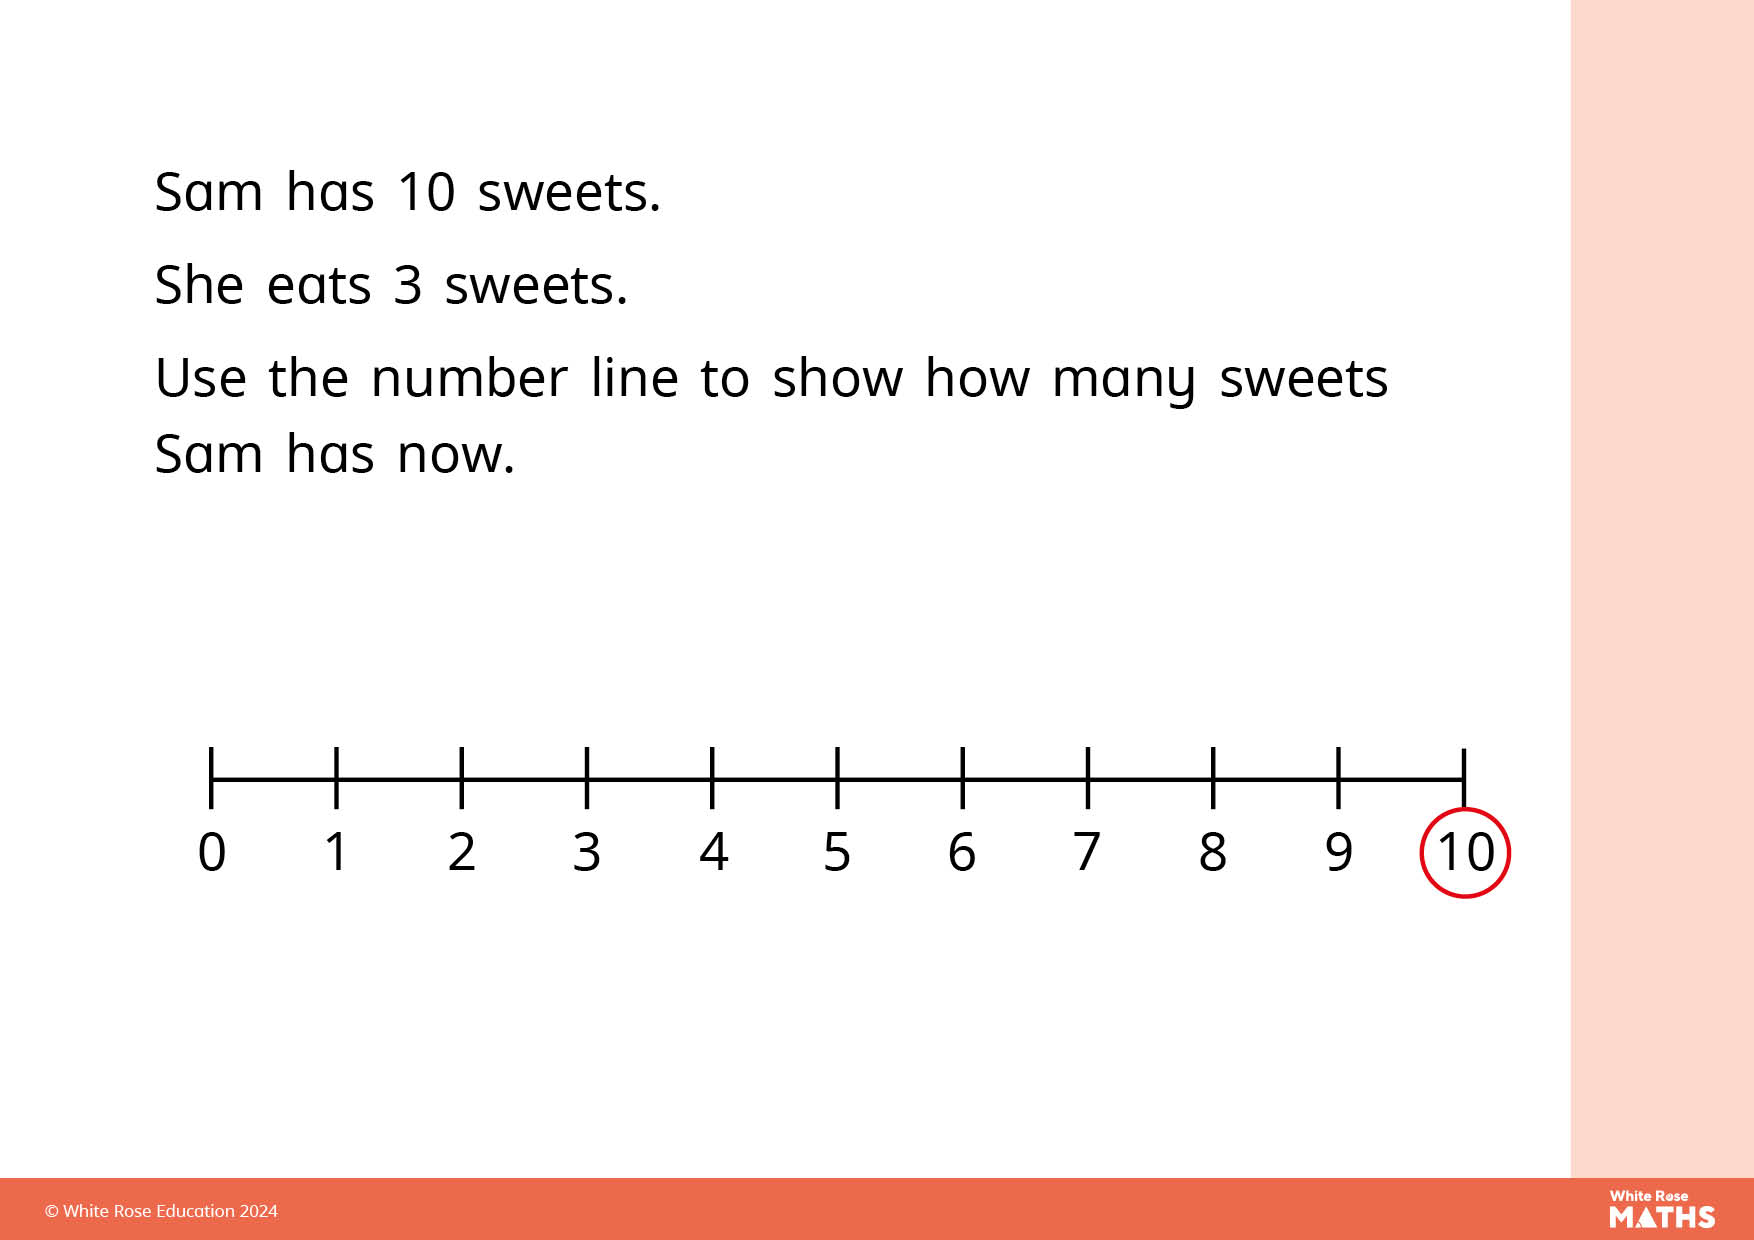 Sam has 10 sweets.
She eats 3 sweets.
Use the number line to show how many sweets
Sam has now.
0 1 2 3 4 5 6 7 8 9 10
© White Rose Education 2024
White Rose
MATHS